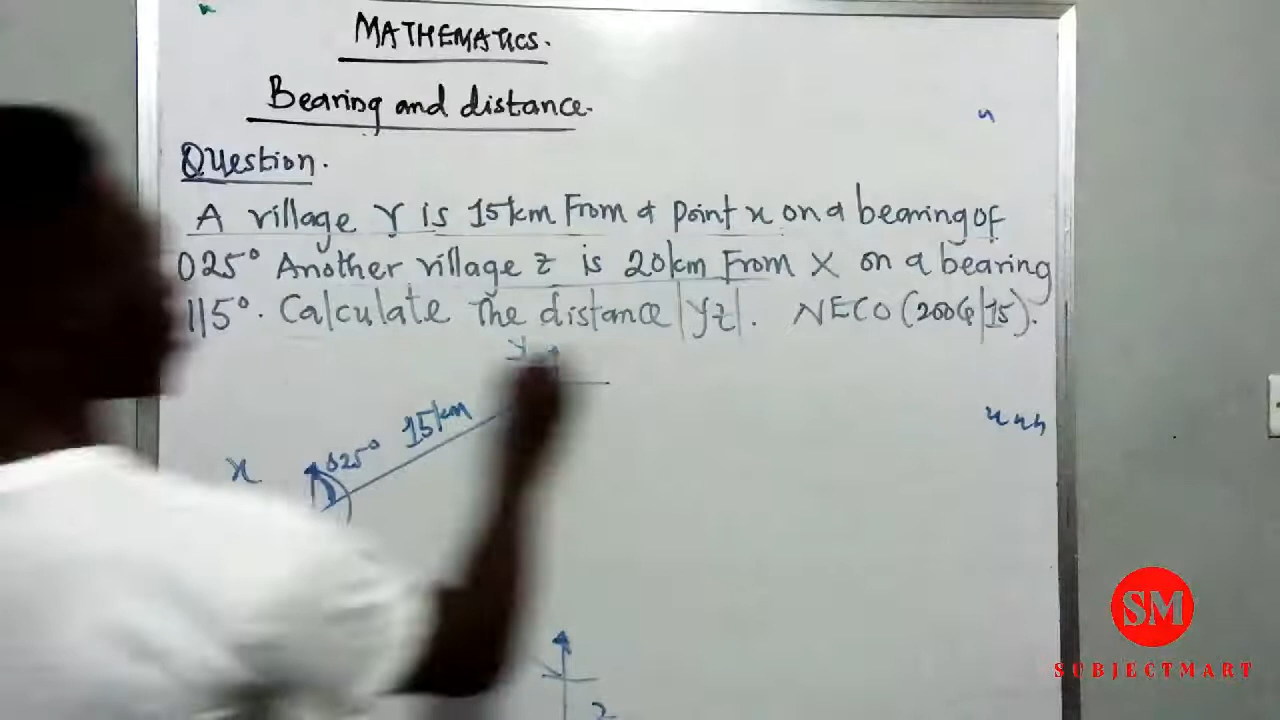 MATHEMATICS.
Bearing and distance.
Question.
A village Y is 15km From a point x on a bearing of
025° Another village z is 20km From X on a bearing
115°. Calculate The distance |YZ|. NECO (2006/15).
y
025° 15km
x
z
SM
SUBJECTMART